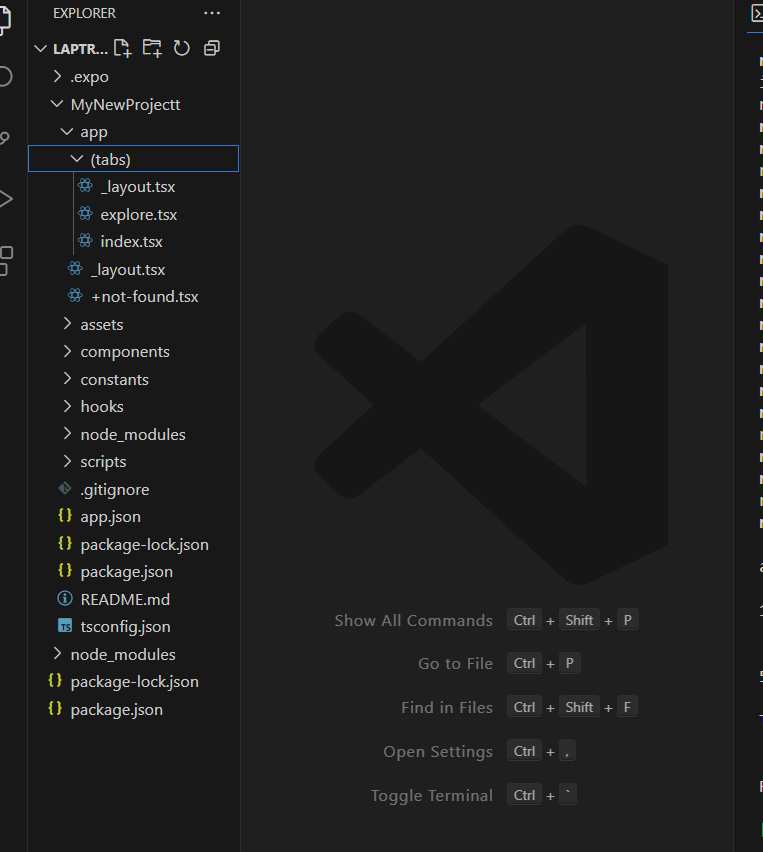 EXPLORER
LAPTR...
.expo
MyNewProjectt
app
(tabs)
_layout.tsx
explore.tsx
index.tsx
_layout.tsx
+not-found.tsx
assets
components
constants
hooks
node_modules
scripts
.gitignore
{} app.json
{} package-lock.json
{} package.json
README.md
TS tsconfig.json
node_modules
{} package-lock.json
{} package.json
Show All Commands Ctrl + Shift + P
Go to File Ctrl + P
Find in Files Ctrl + Shift + F
Open Settings Ctrl + ,
Toggle Terminal Ctrl + `